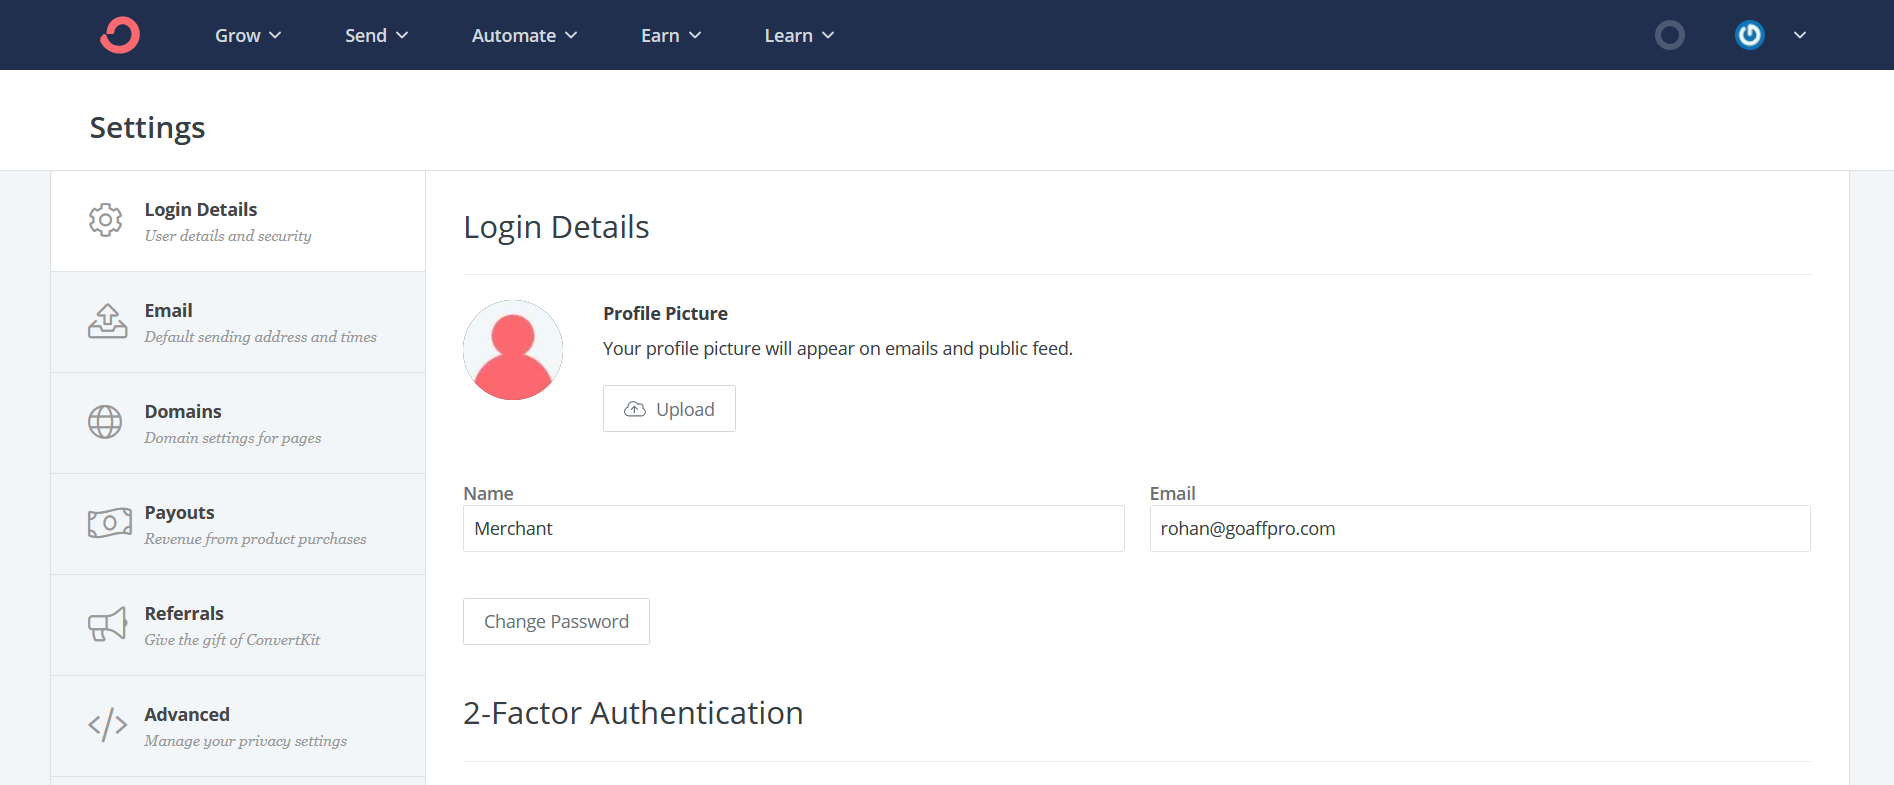 Grow Send Automate Earn Learn
Settings
Login Details
User details and security
Email
Default sending address and times
Domains
Domain settings for pages
Payouts
Revenue from product purchases
Referrals
Give the gift of ConvertKit
Advanced
Manage your privacy settings
Login Details
Profile Picture
Your profile picture will appear on emails and public feed.
Upload
Name
Merchant
Email
rohan@goaffpro.com
Change Password
2-Factor Authentication